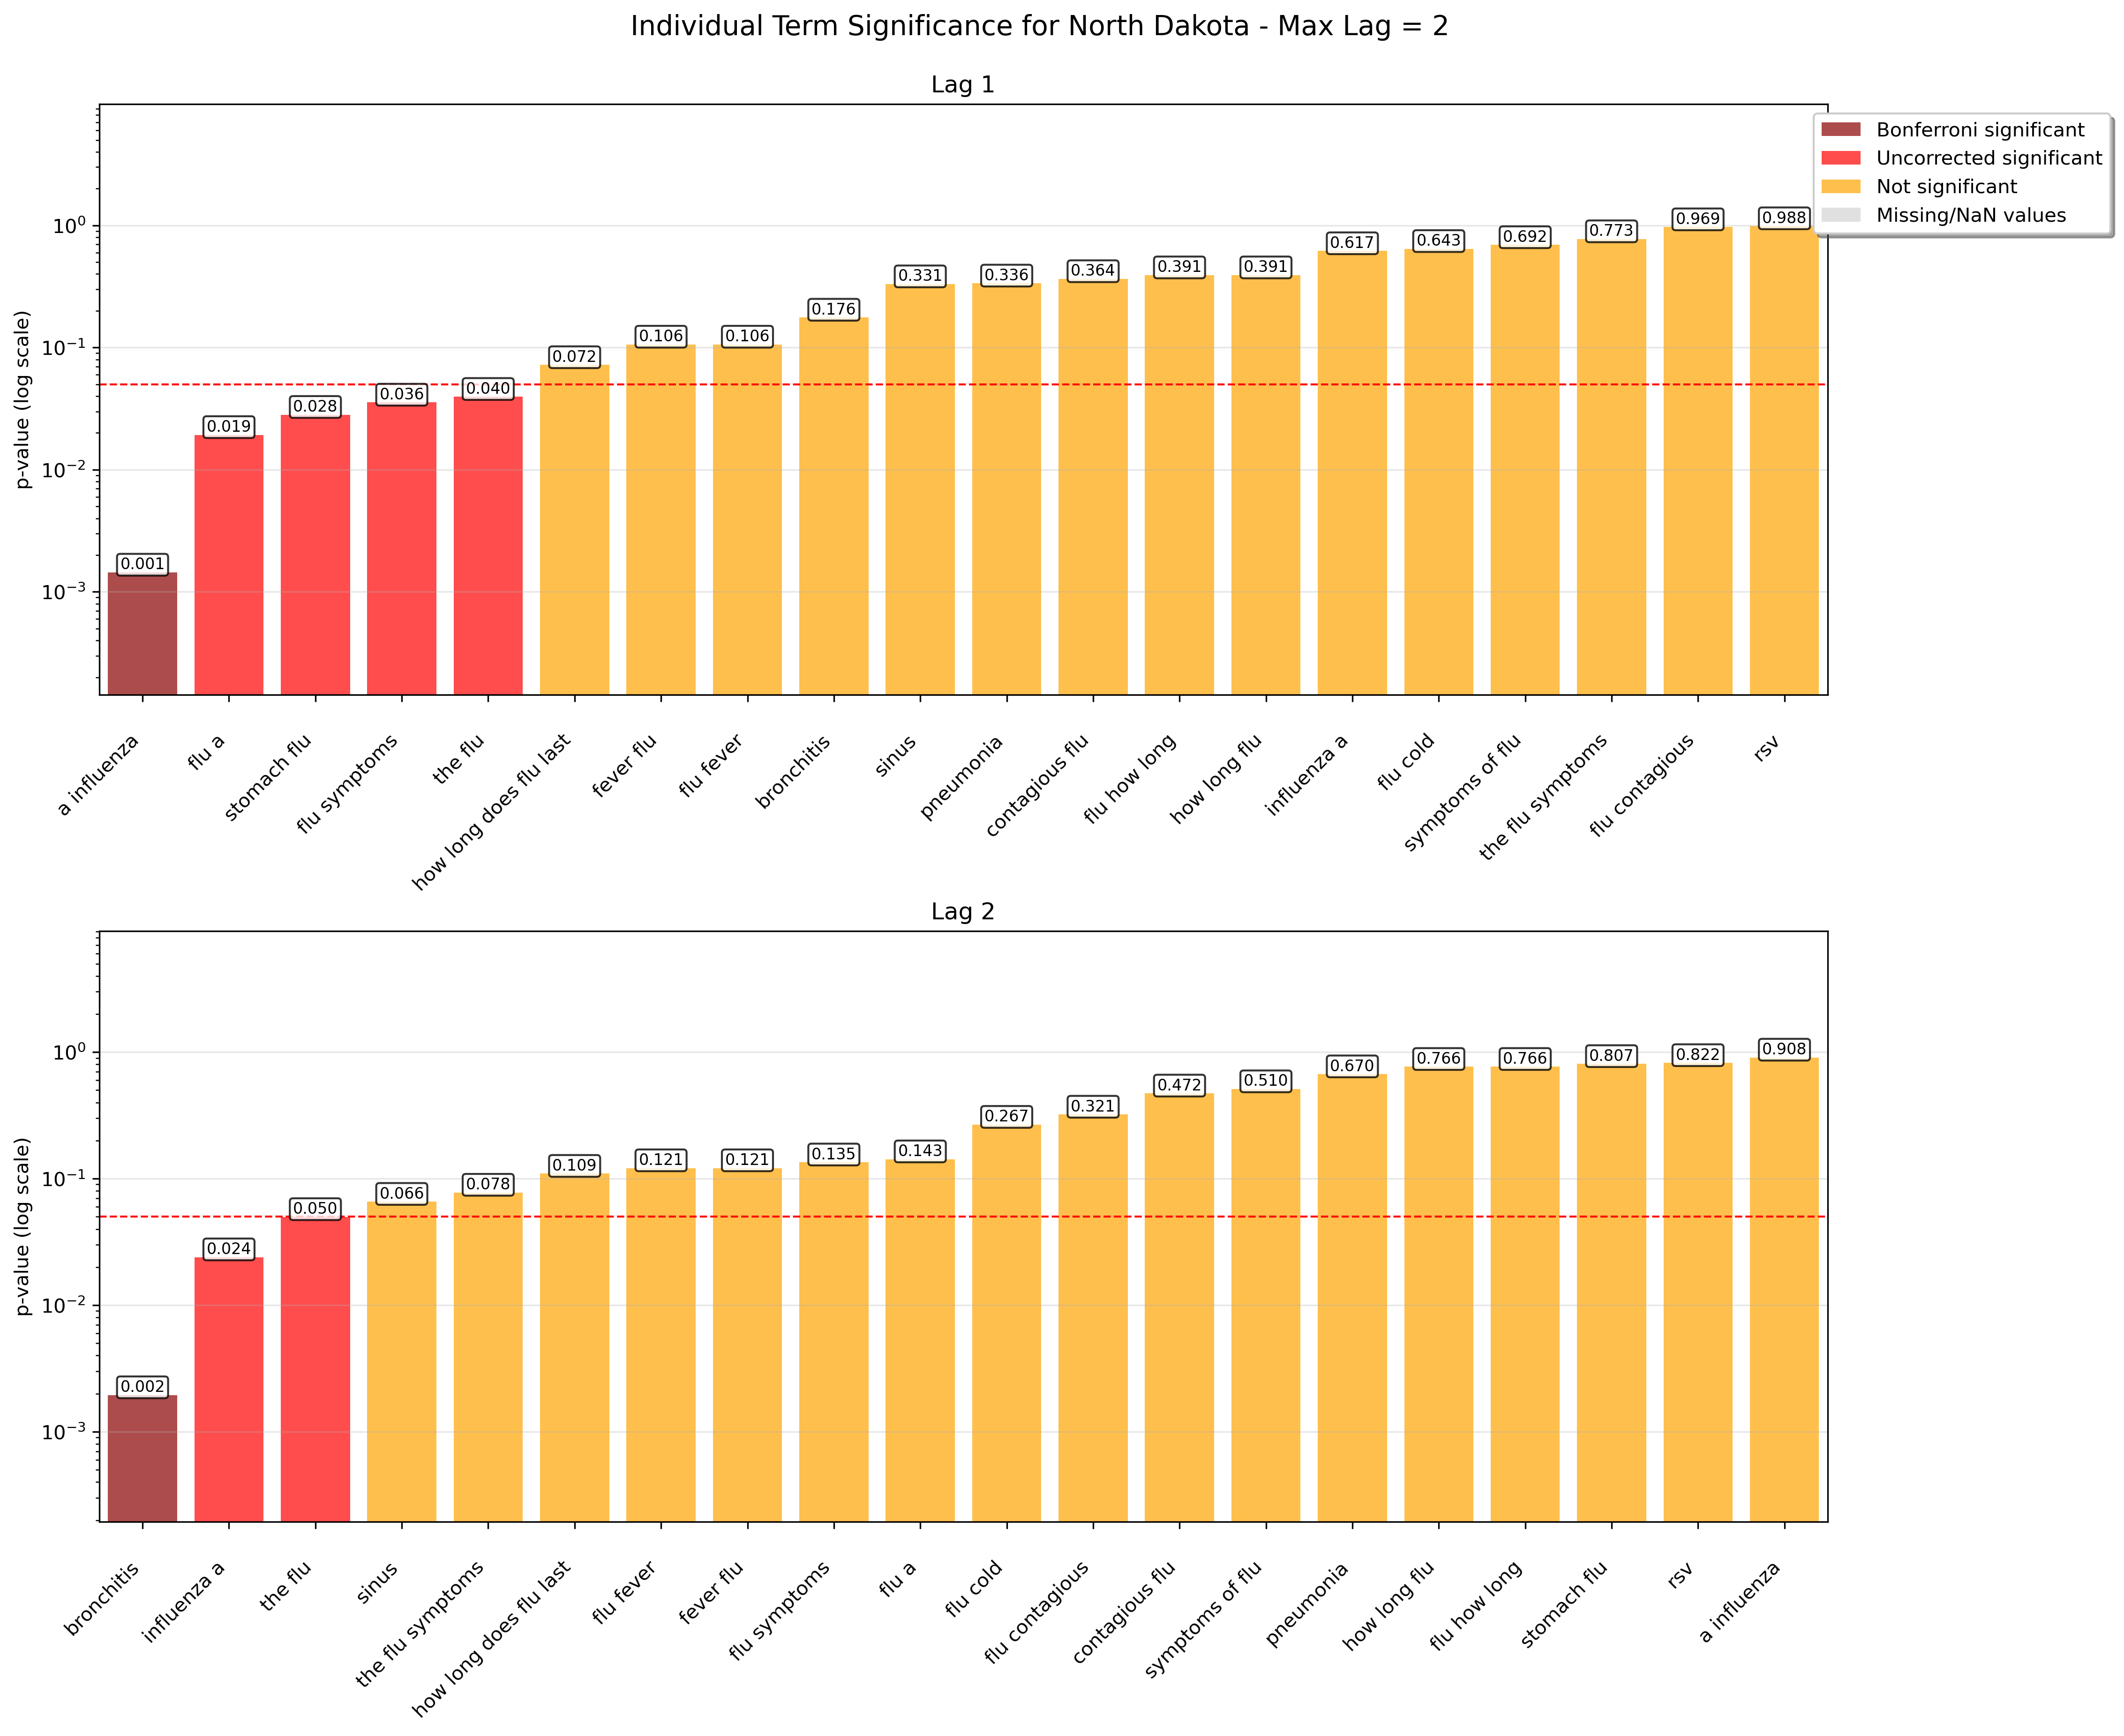 Individual Term Significance for North Dakota - Max Lag = 2
Lag 1
Bonferroni significant
Uncorrected significant
Not significant
Missing/NaN values
p-value (log scale)
10⁰
10⁻¹
10⁻²
10⁻³
0.001
0.019
0.028
0.036
0.040
0.072
0.106
0.106
0.176
0.331
0.336
0.364
0.391
0.391
0.617
0.643
0.692
0.773
0.969
0.988
a influenza
flu a
stomach flu
flu symptoms
the flu
how long does flu last
fever flu
flu fever
bronchitis
sinus
pneumonia
contagious flu
flu how long
how long flu
influenza a
flu cold
symptoms of flu
the flu symptoms
flu contagious
rsv
Lag 2
p-value (log scale)
10⁰
10⁻¹
10⁻²
10⁻³
0.002
0.024
0.050
0.066
0.078
0.109
0.121
0.121
0.135
0.143
0.267
0.321
0.472
0.510
0.670
0.766
0.766
0.807
0.822
0.908
bronchitis
influenza a
the flu
sinus
the flu symptoms
how long does flu last
flu fever
fever flu
flu symptoms
flu a
flu cold
flu contagious
contagious flu
symptoms of flu
pneumonia
how long flu
flu how long
stomach flu
rsv
a influenza